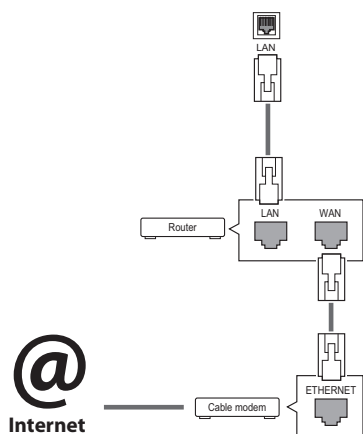 LAN
LAN WAN
Router
ETHERNET
@
Cable modem
Internet